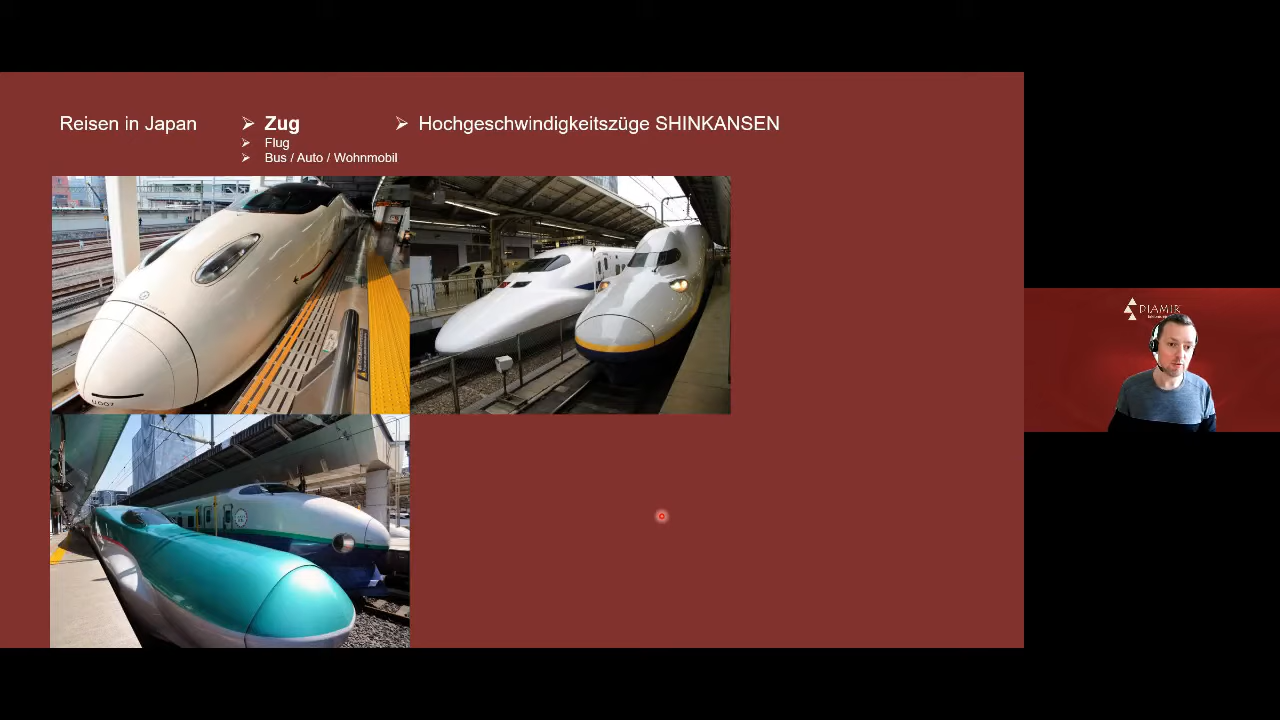 Reisen in Japan
Zug
Flug
Bus / Auto / Wohnmobil
Hochgeschwindigkeitszüge SHINKANSEN
DIAMIR